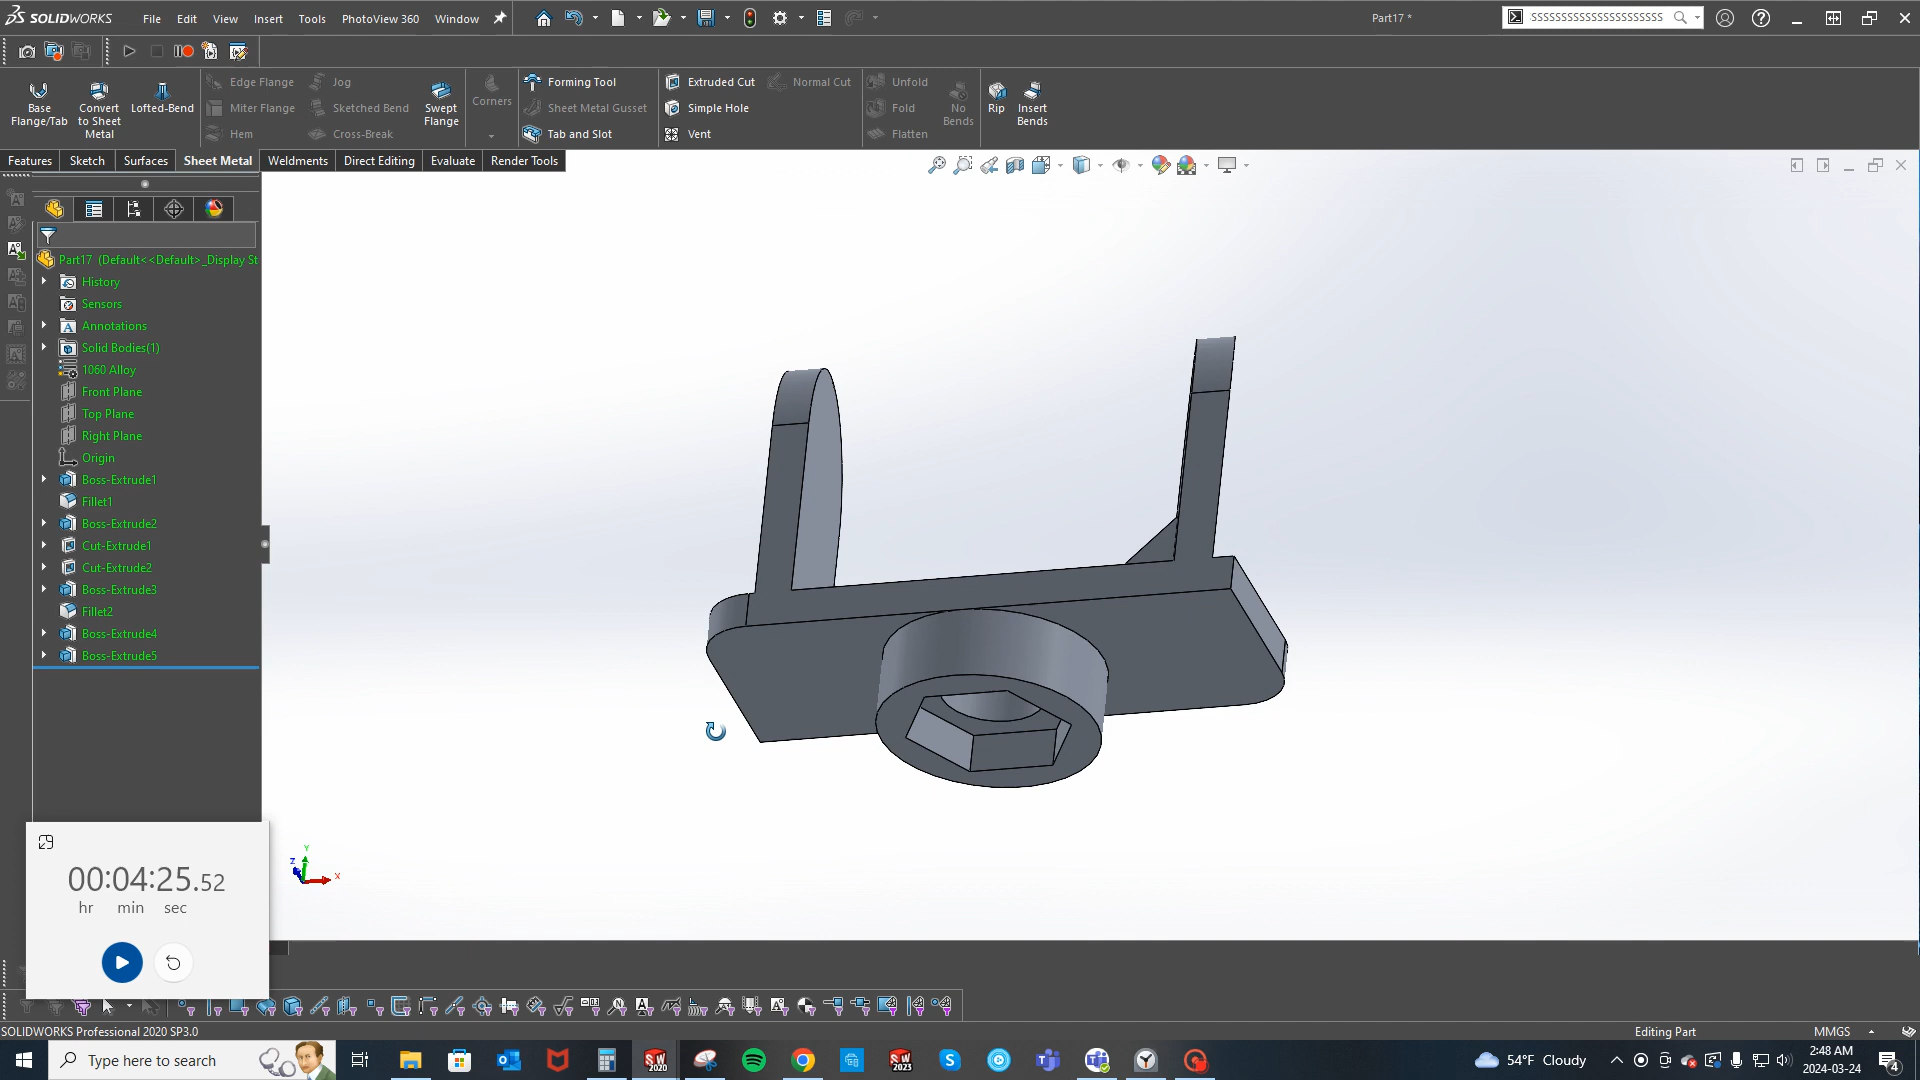 SOLIDWORKS File Edit View Insert Tools PhotoView 360 Window Part17 * SSSSSSSSSSSSSSSSSSSSSS
Edge Flange Jog Forming Tool Extruded Cut Normal Cut Unfold
Base Flange/Tab Convert to Sheet Metal Lofted-Bend Miter Flange Sketched Bend Swept Flange Corners Sheet Metal Gusset Simple Hole Fold No Bends Rip Insert Bends
Hem Cross-Break Tab and Slot Vent Flatten
Features Sketch Surfaces Sheet Metal Weldments Direct Editing Evaluate Render Tools
Part17 (Default<<Default>_Display St
History
Sensors
Annotations
Solid Bodies(1)
1060 Alloy
Front Plane
Top Plane
Right Plane
Origin
Boss-Extrude1
Fillet1
Boss-Extrude2
Cut-Extrude1
Cut-Extrude2
Boss-Extrude3
Fillet2
Boss-Extrude4
Boss-Extrude5
00:04:25.52
hr min sec
Y
Z
X
SOLIDWORKS Professional 2020 SP3.0 Editing Part MMGS
Type here to search 54°F Cloudy 2:48 AM
2024-03-24
4